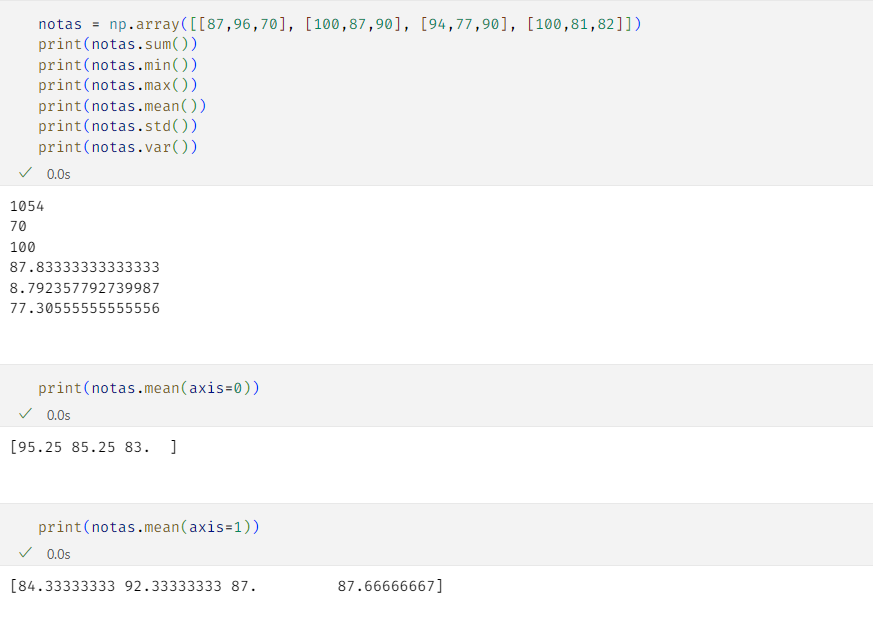 notas = np.array([[87,96,70], [100,87,90], [94,77,90], [100,81,82]])
print(notas.sum())
print(notas.min())
print(notas.max())
print(notas.mean())
print(notas.std())
print(notas.var())
0.0s
1054
70
100
87.83333333333333
8.792357792739987
77.30555555555556
print(notas.mean(axis=0))
0.0s
[95.25 85.25 83.  ]
print(notas.mean(axis=1))
0.0s
[84.33333333 92.33333333 87.         87.66666667]